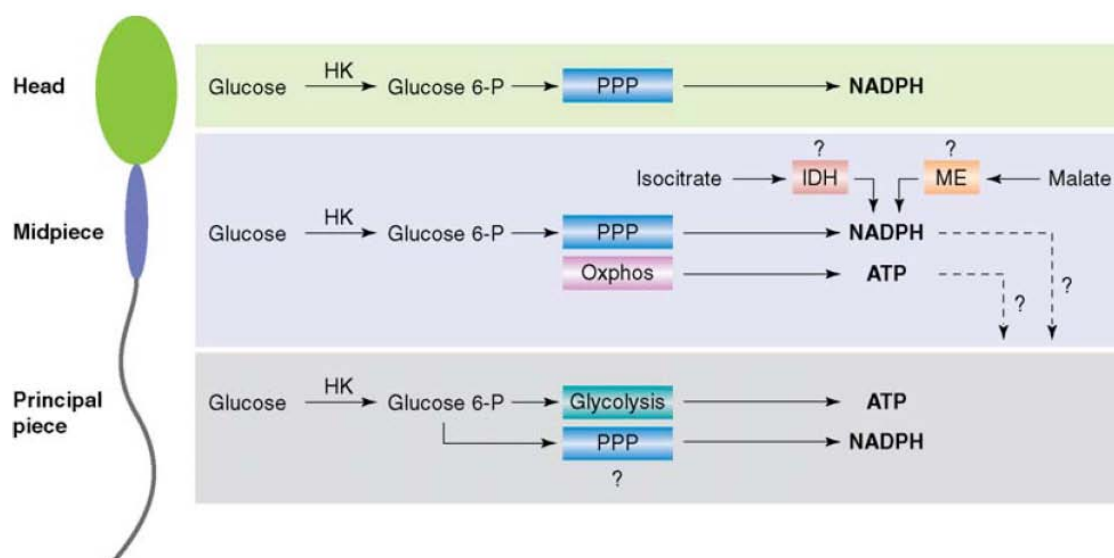 Head
Glucose HK Glucose 6-P PPP NADPH
? ?
Isocitrate IDH ME Malate
Midpiece
Glucose HK Glucose 6-P PPP NADPH
Oxphos ATP
? ?
Principal
piece
Glucose HK Glucose 6-P Glycolysis ATP
PPP NADPH
?